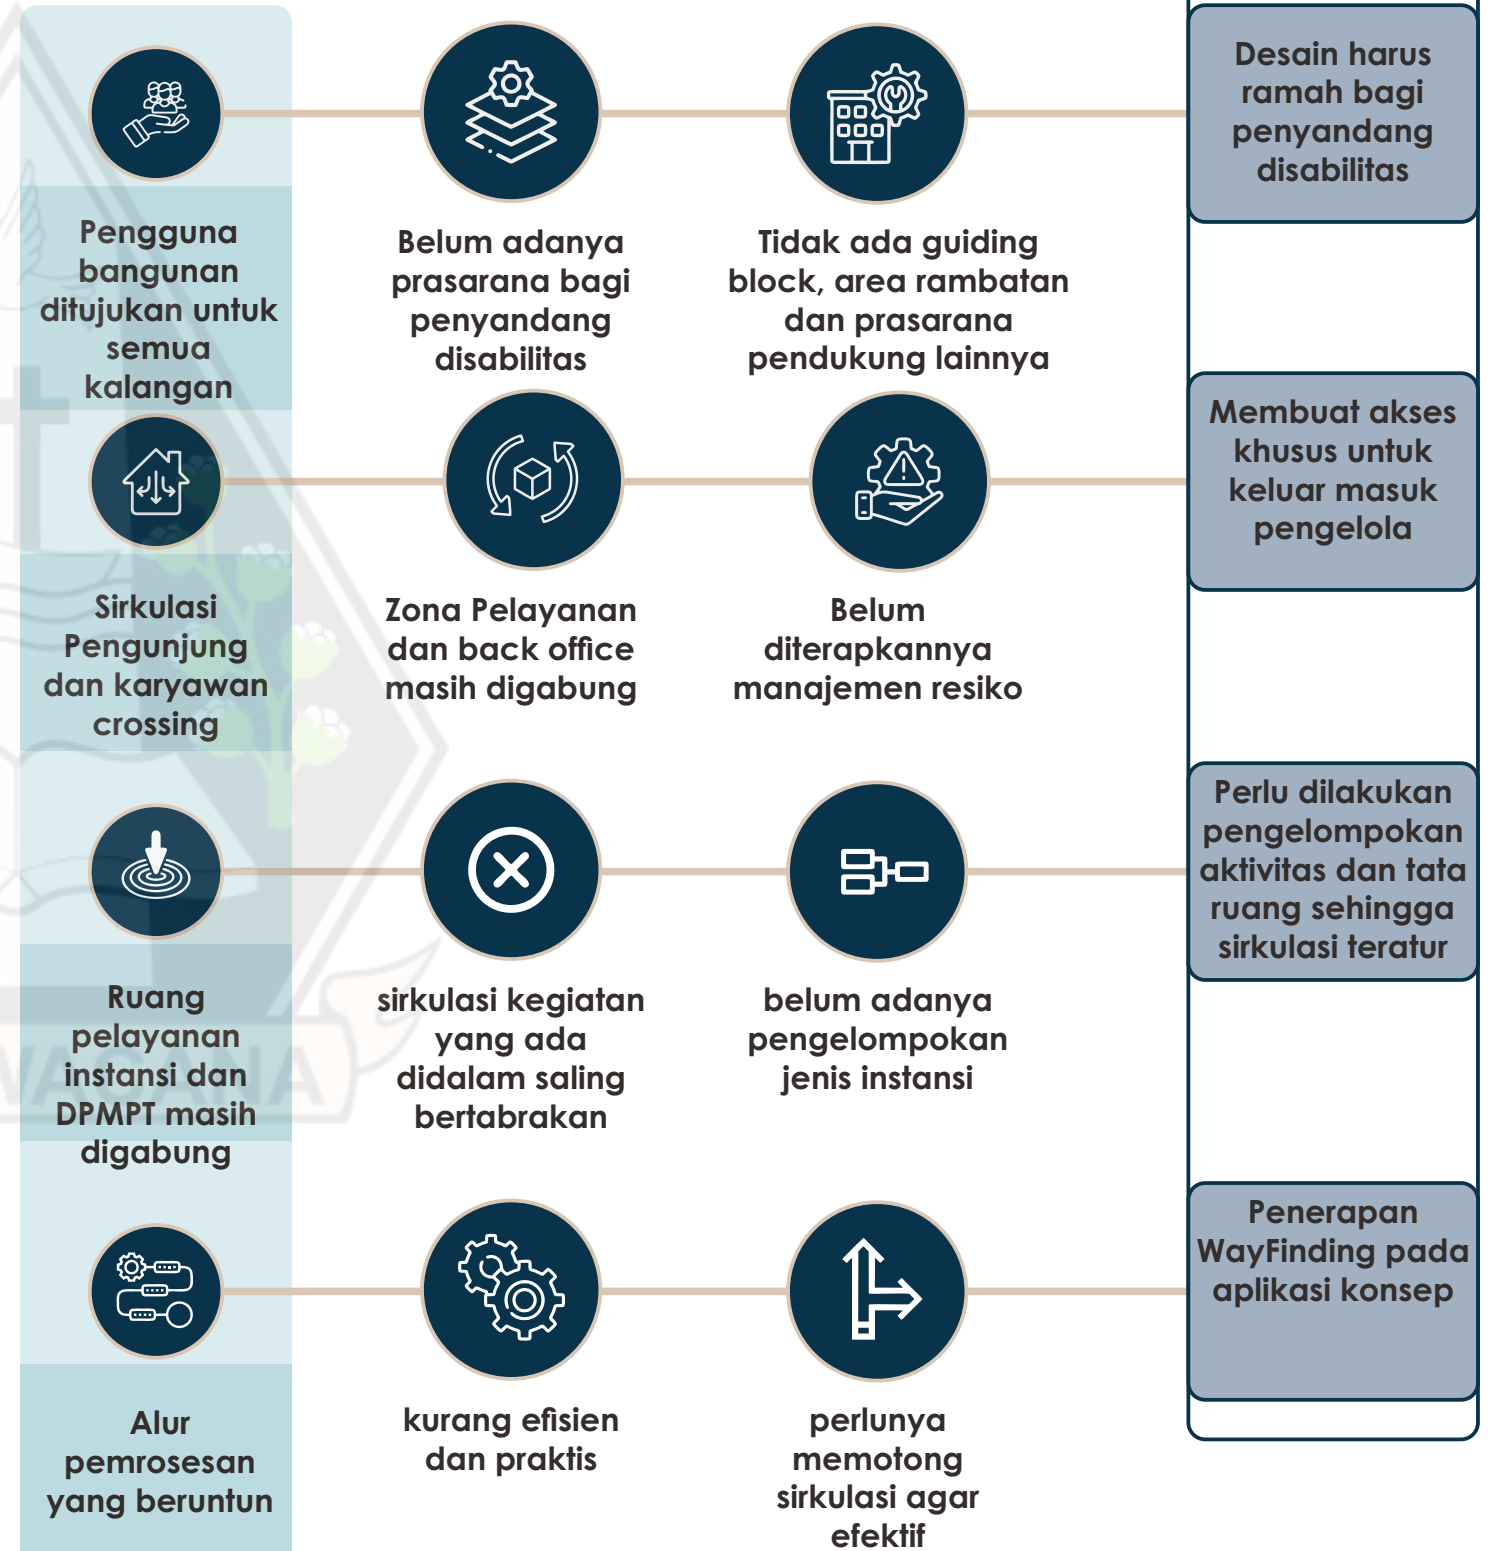 Pengguna
bangunan
ditujukan untuk
semua
kalangan
Belum adanya
prasarana bagi
penyandang
disabilitas
Tidak ada guiding
block, area rambatan
dan prasarana
pendukung lainnya
Desain harus
ramah bagi
penyandang
disabilitas
Sirkulasi
Pengunjung
dan karyawan
crossing
Zona Pelayanan
dan back office
masih digabung
Belum
diterapkannya
manajemen resiko
Membuat akses
khusus untuk
keluar masuk
pengelola
Ruang
pelayanan
instansi dan
DPMPT masih
digabung
sirkulasi kegiatan
yang ada
didalam saling
bertabrakan
belum adanya
pengelompokan
jenis instansi
Perlu dilakukan
pengelompokan
aktivitas dan tata
ruang sehingga
sirkulasi teratur
Alur
pemrosesan
yang beruntun
kurang efisien
dan praktis
perlunya
memotong
sirkulasi agar
efektif
Penerapan
WayFinding pada
aplikasi konsep
WACANA